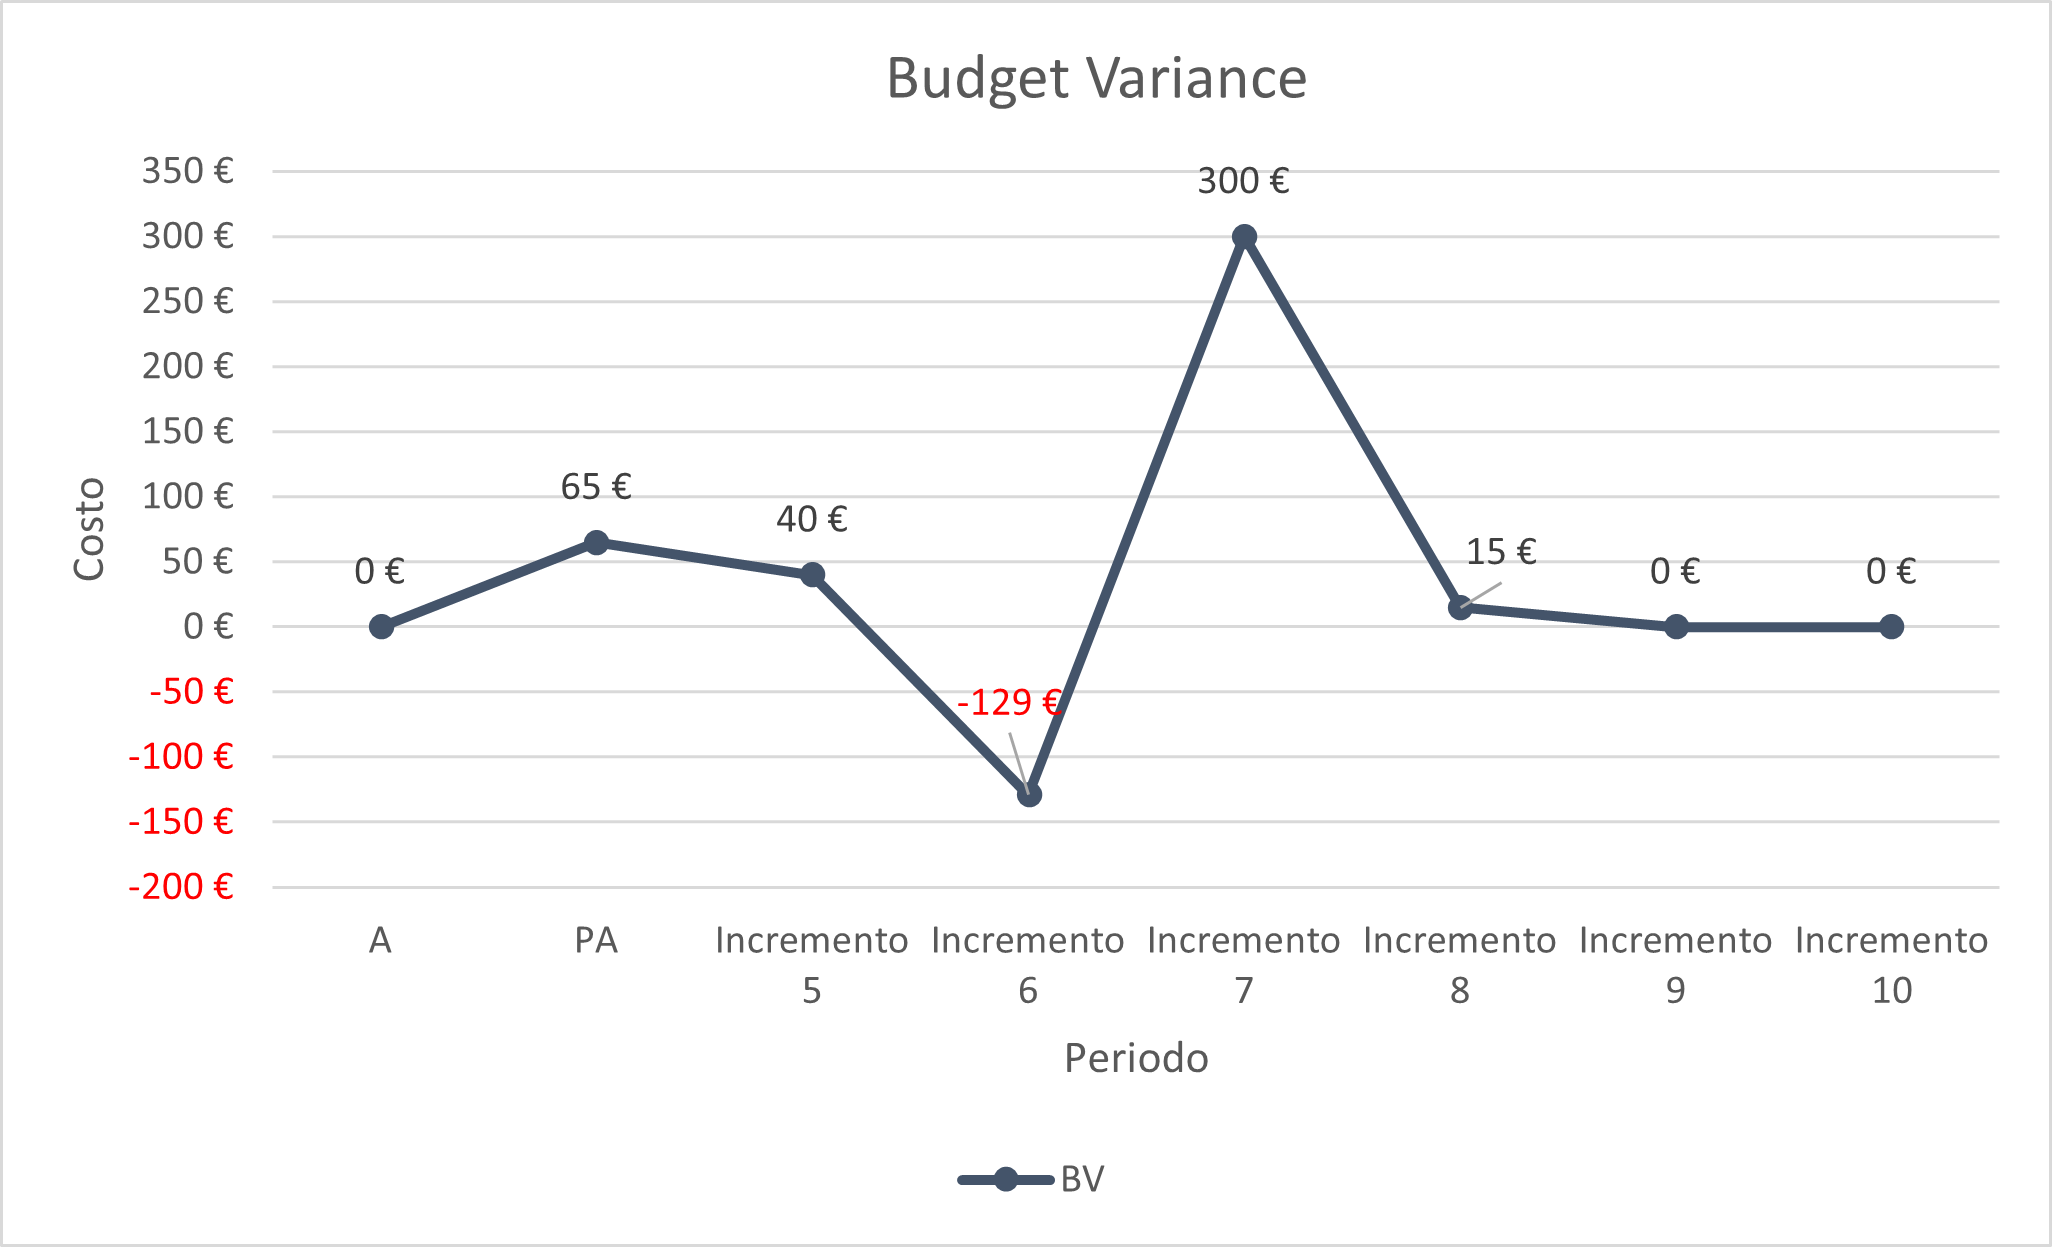 Budget Variance
350 €
300 €
250 €
200 €
150 €
100 €
50 €
0 €
-50 €
-100 €
-150 €
-200 €
Costo
0 €
65 €
40 €
-129 €
300 €
15 €
0 €
0 €
A
PA
Incremento
5
Incremento
6
Incremento
7
Incremento
8
Incremento
9
Incremento
10
Periodo
BV